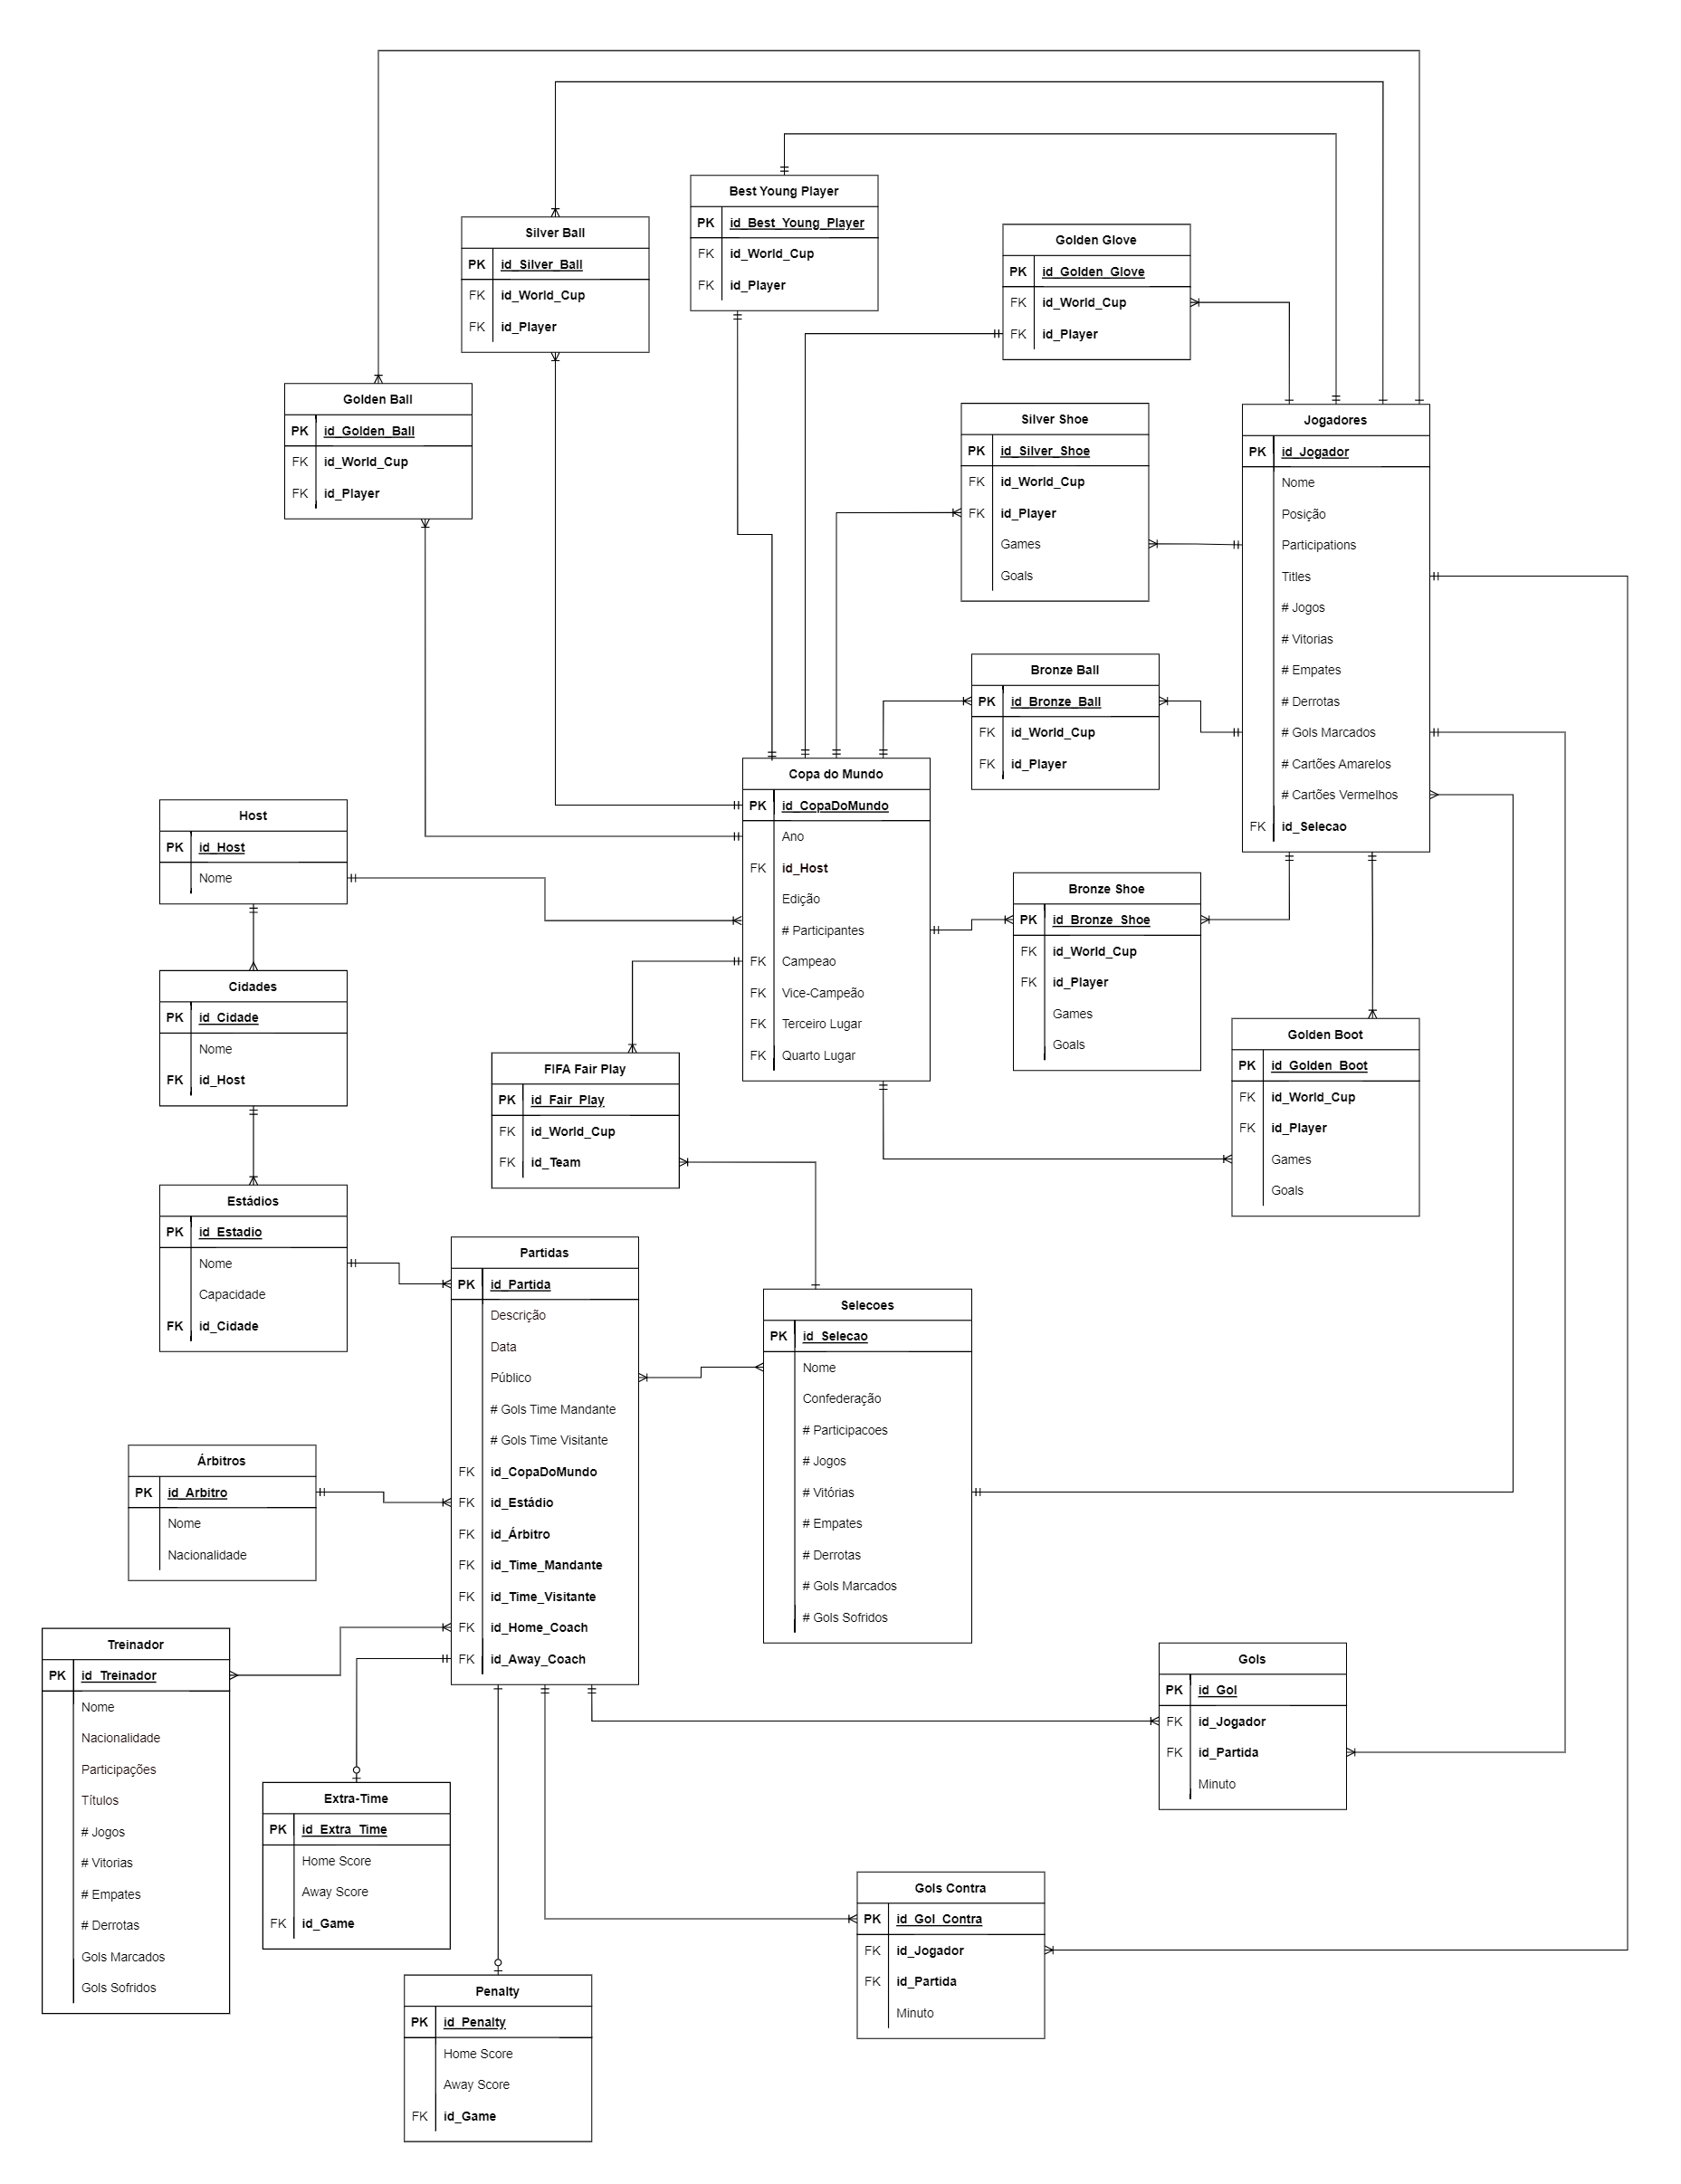 Best Young Player
PK id_Best_Young_Player
FK id_World_Cup
FK id_Player
Silver Ball
PK id_Silver_Ball
FK id_World_Cup
FK id_Player
Golden Glove
PK id_Golden_Glove
FK id_World_Cup
FK id_Player
Golden Ball
PK id_Golden_Ball
FK id_World_Cup
FK id_Player
Silver Shoe
PK id_Silver_Shoe
FK id_World_Cup
FK id_Player
Games
Goals
Jogadores
PK id_Jogador
Nome
Posição
Participations
Titles
# Jogos
# Vitorias
# Empates
# Derrotas
# Gols Marcados
# Cartões Amarelos
# Cartões Vermelhos
FK id_Selecao
Bronze Ball
PK id_Bronze_Ball
FK id_World_Cup
FK id_Player
Copa do Mundo
PK id_CopaDoMundo
Ano
FK id_Host
Edição
# Participantes
FK Campeao
FK Vice-Campeão
FK Terceiro Lugar
FK Quarto Lugar
Host
PK id_Host
Nome
Bronze Shoe
PK id_Bronze_Shoe
FK id_World_Cup
FK id_Player
Games
Goals
Cidades
PK id_Cidade
Nome
FK id_Host
Golden Boot
PK id_Golden_Boot
FK id_World_Cup
FK id_Player
Games
Goals
FIFA Fair Play
PK id_Fair_Play
FK id_World_Cup
FK id_Team
Estádios
PK id_Estadio
Nome
Capacidade
FK id_Cidade
Partidas
PK id_Partida
Descrição
Data
Público
# Gols Time Mandante
# Gols Time Visitante
FK id_CopaDoMundo
FK id_Estádio
FK id_Árbitro
FK id_Time_Mandante
FK id_Time_Visitante
FK id_Home_Coach
FK id_Away_Coach
Selecoes
PK id_Selecao
Nome
Confederação
# Participacoes
# Jogos
# Vitórias
# Empates
# Derrotas
# Gols Marcados
# Gols Sofridos
Árbitros
PK id_Arbitro
Nome
Nacionalidade
Treinador
PK id_Treinador
Nome
Nacionalidade
Participações
Títulos
# Jogos
# Vitorias
# Empates
# Derrotas
Gols Marcados
Gols Sofridos
Gols
PK id_Gol
FK id_Jogador
FK id_Partida
Minuto
Extra-Time
PK id_Extra_Time
Home Score
Away Score
FK id_Game
Gols Contra
PK id_Gol_Contra
FK id_Jogador
FK id_Partida
Minuto
Penalty
PK id_Penalty
Home Score
Away Score
FK id_Game